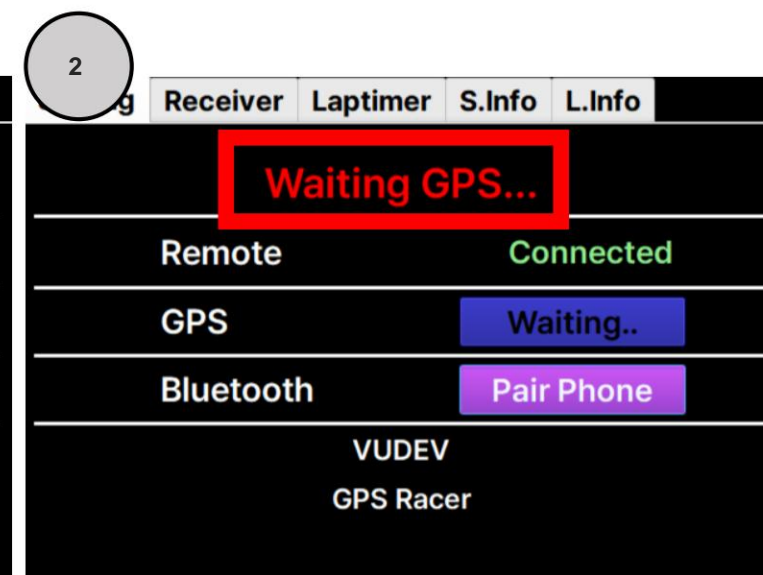 2
Receiver Laptimer S.Info L.Info
Waiting GPS...
Remote Connected
GPS Waiting..
Bluetooth Pair Phone
VUDEV
GPS Racer